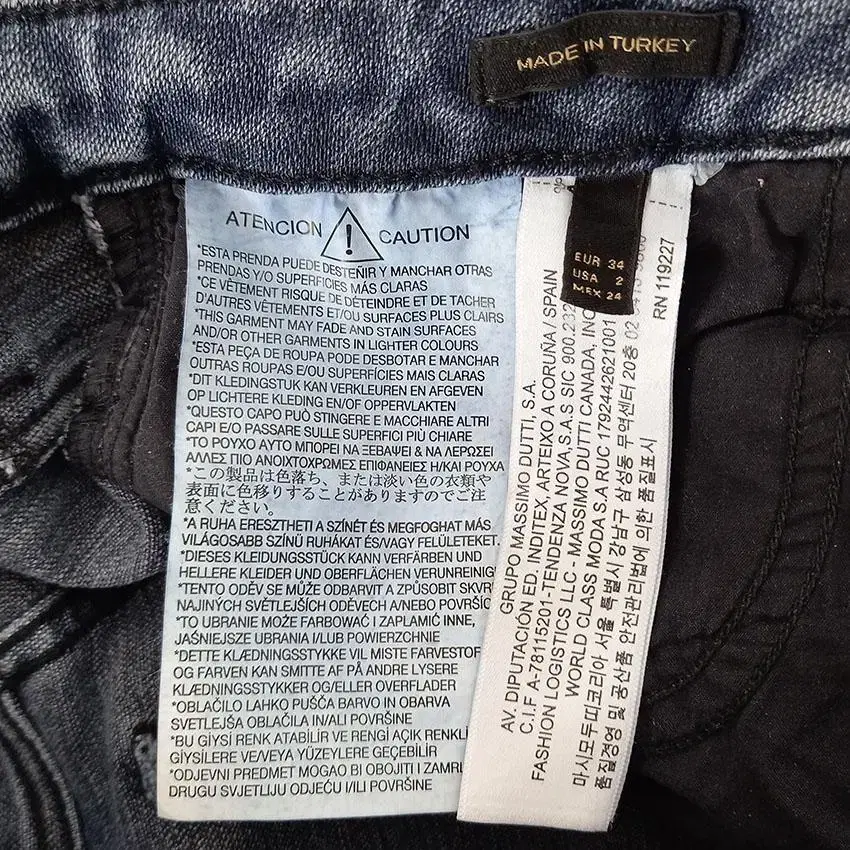 MADE IN TURKEY
ATENCION ! CAUTION
*ESTA PRENDA PUEDE DESTEÑIR Y MANCHAR OTRAS
PRENDAS Y/O SUPERFICIES MÁS CLARAS
*CE VÊTEMENT RISQUE DE DÉTEINDRE ET DE TACHER
D'AUTRES VÊTEMENTS ET/OU SURFACES PLUS CLAIRS
*THIS GARMENT MAY FADE AND STAIN SURFACES
AND/OR OTHER GARMENTS IN LIGHTER COLOURS
*ESTA PEÇA DE ROUPA PODE DESBOTAR E MANCHAR
OUTRAS ROUPAS E/OU SUPERFÍCIES MAIS CLARAS
*DIT KLEDINGSTUK KAN VERKLEUREN EN AFGEVEN
OP LICHTERE KLEDING EN/OF OPPERVLAKTEN
*QUESTO CAPO PUÒ STINGERE E MACCHIARE ALTRI
CAPI E/O PASSARE SULLE SUPERFICI PIÙ CHIARE
*ΤΟ ΡΟΥΧΟ ΑΥΤΟ ΜΠΟΡΕΙ ΝΑ ΞΕΒΑΨΕΙ & ΝΑ ΛΕΡΩΣΕΙ
ΑΛΛΕΣ ΠΙΟ ΑΝΟΙΧΤΟΧΡΩΜΕΣ ΕΠΙΦΑΝΕΙΕΣ Η/ΚΑΙ ΡΟΥΧΑ
*この製品は色落ち、または淡い色の衣類や
表面に色移りすることがありますのでご注
意ください。
*A RUHA ERESZTHETI A SZÍNÉT ÉS MEGFOGHAT MÁS
VILÁGOSABB SZÍNŰ RUHÁKAT ÉS/VAGY FELÜLETEKET.
*DIESES KLEIDUNGSSTÜCK KANN VERFÄRBEN UND
HELLERE KLEIDER UND OBERFLÄCHEN VERUNREINIG
*TENTO ODĚV SE MŮŽE ODBARVIT A ZPŮSOBIT SKVR
NAJINÝCH SVĚTLEJŠÍCH ODĚVECH A/NEBO POVRŠÍC
*TO UBRANIE MOŻE FARBOWAĆ I ZAPLAMIĆ INNE,
JAŚNIEJSZE UBRANIA I/LUB POWIERZCHNIE
*DETTE KLÆDNINGSSTYKKE VIL MISTE FARVESTOF
OG FARVEN KAN SMITTE AF PÅ ANDRE LYSERE
KLÆDNINGSSTYKKER OG/ELLER OVERFLADER
*OBLAČILO LAHKO PUŠČA BARVO IN OBARVA
SVETLEJŠA OBLAČILA IN/ALI POVRŠINE
*BU GİYSİ RENK ATABİLİR VE RENGİ AÇIK RENKLİ
GİYSİLERE VE/VEYA YÜZEYLERE GEÇEBİLİR
*ODJEVNI PREDMET MOGAO BI OBOJITI I ZAMRL
DRUGU SVJETLIJU ODJEĆU I/ILI POVRŠINE
EUR 34
USA 2
MEX 24
GRUPO MASSIMO DUTTI, S.A.
AV. DIPUTACIÓN ED. INDITEX, ARTEIXO A CORUÑA / SPAIN
C.I.F A-78115201-TENDENZA NOVA,S.A.S SIC 900.232
FASHION LOGISTICS LLC - MASSIMO DUTTI CANADA, INC
WORLD CLASS MODA S.A RUC 1792442621001
마시모두띠코리아 서울 특별시 강남구 삼성동 무역센터 20층 02
품질경영 및 공산품 안전관리법에 의한 품질표시
RN 119227